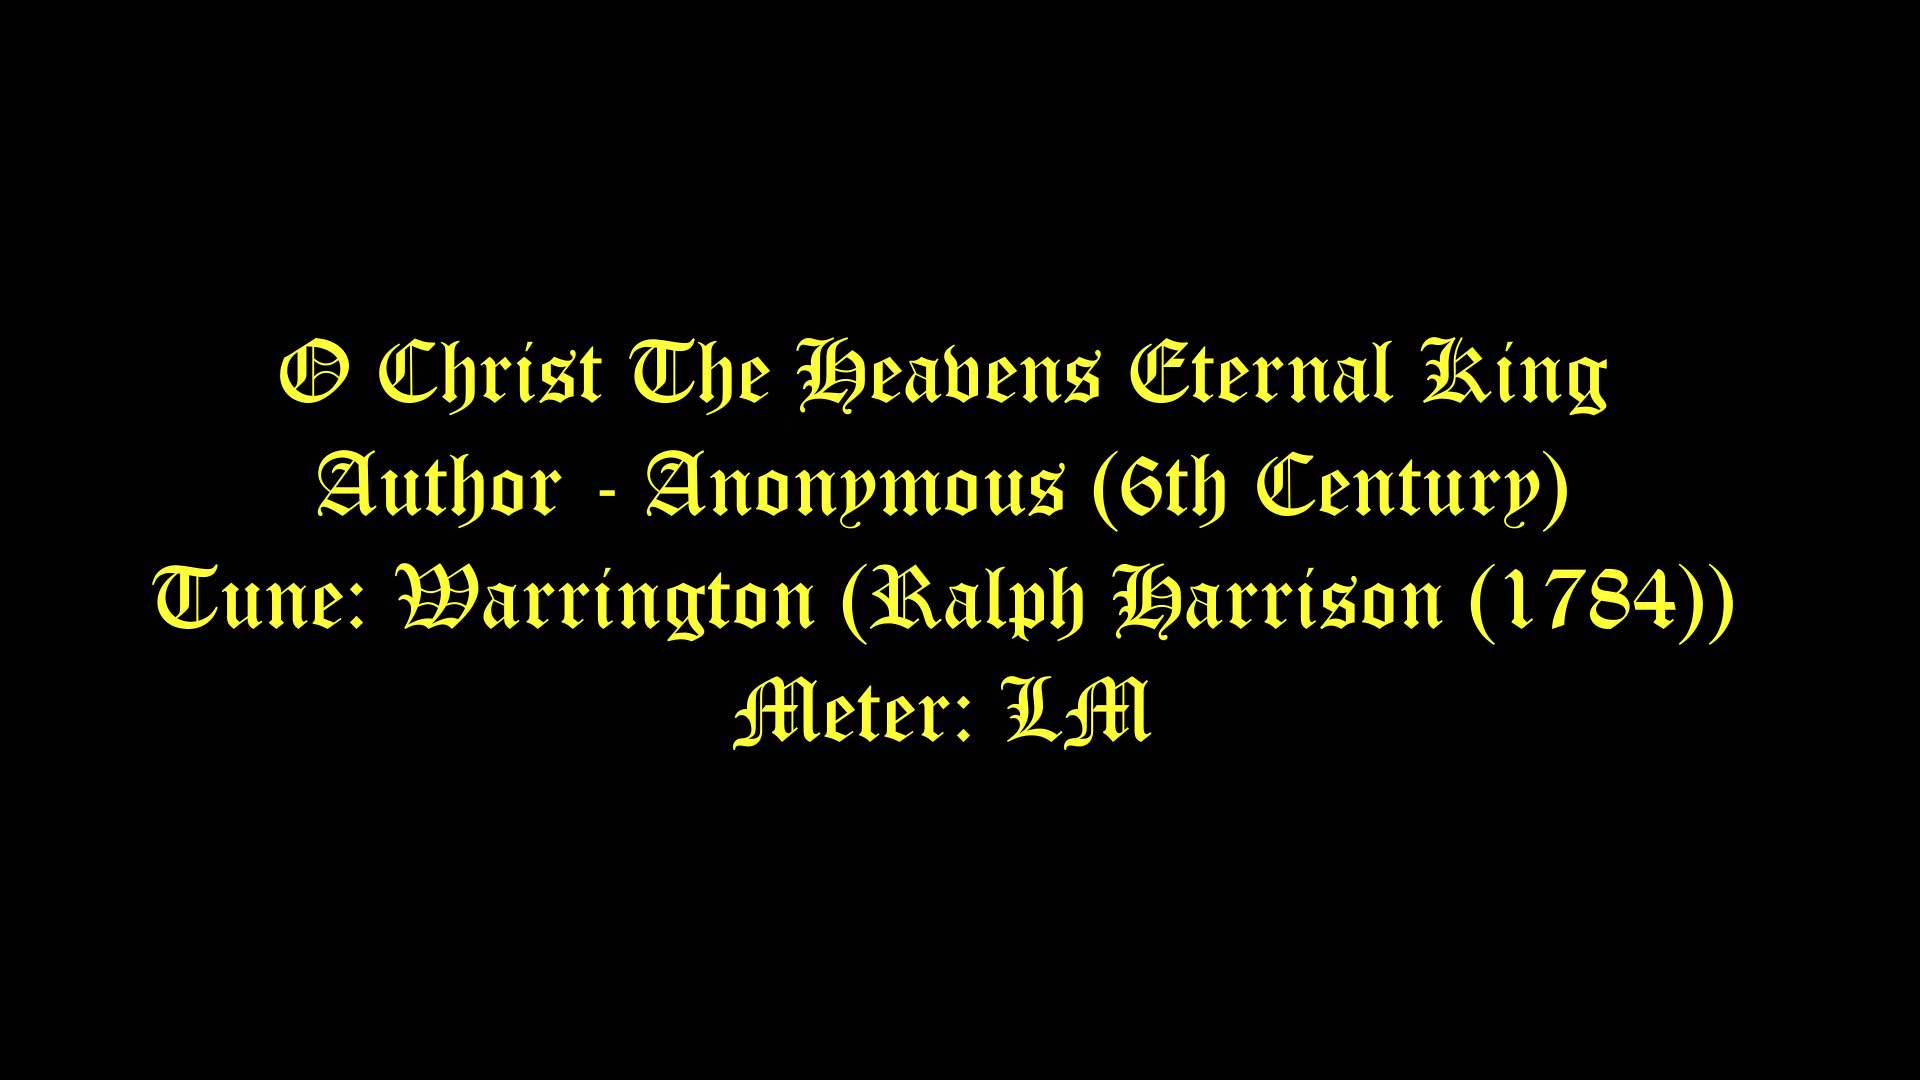 O Christ The Heavens Eternal King
Author - Anonymous (6th Century)
Tune: Warrington (Ralph Harrison (1784))
Meter: LM